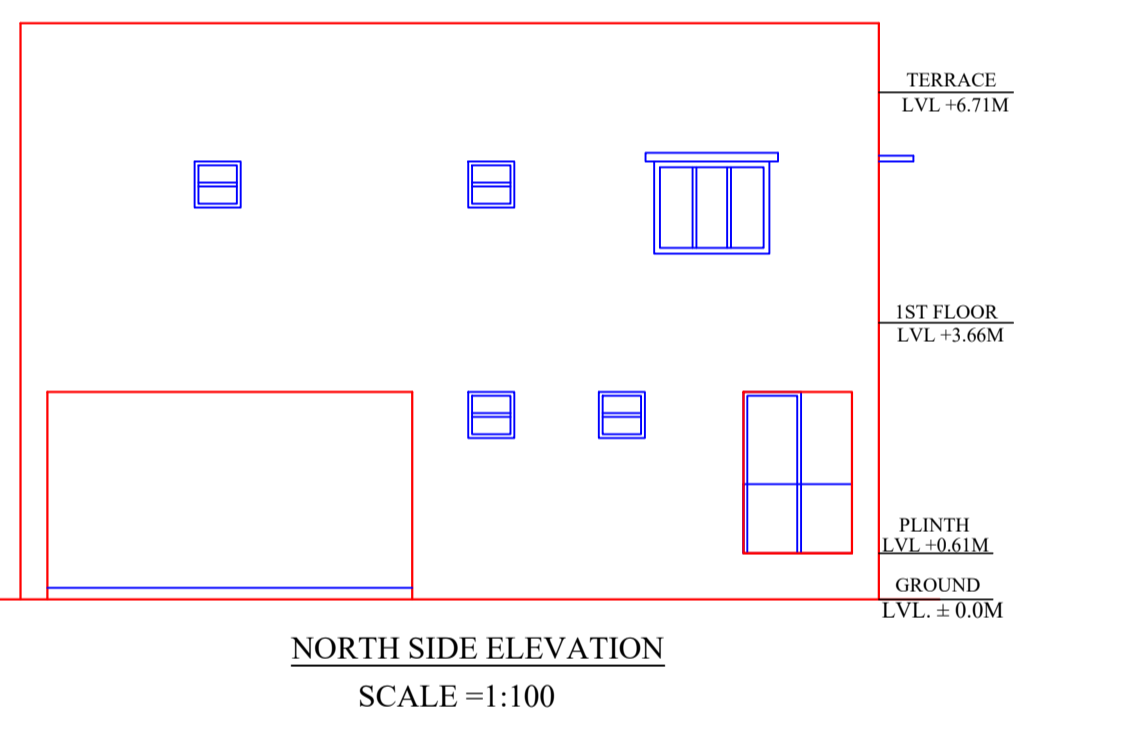 TERRACE
LVL +6.71M
1ST FLOOR
LVL +3.66M
PLINTH
LVL +0.61M
GROUND
LVL. ± 0.0M
NORTH SIDE ELEVATION
SCALE =1:100